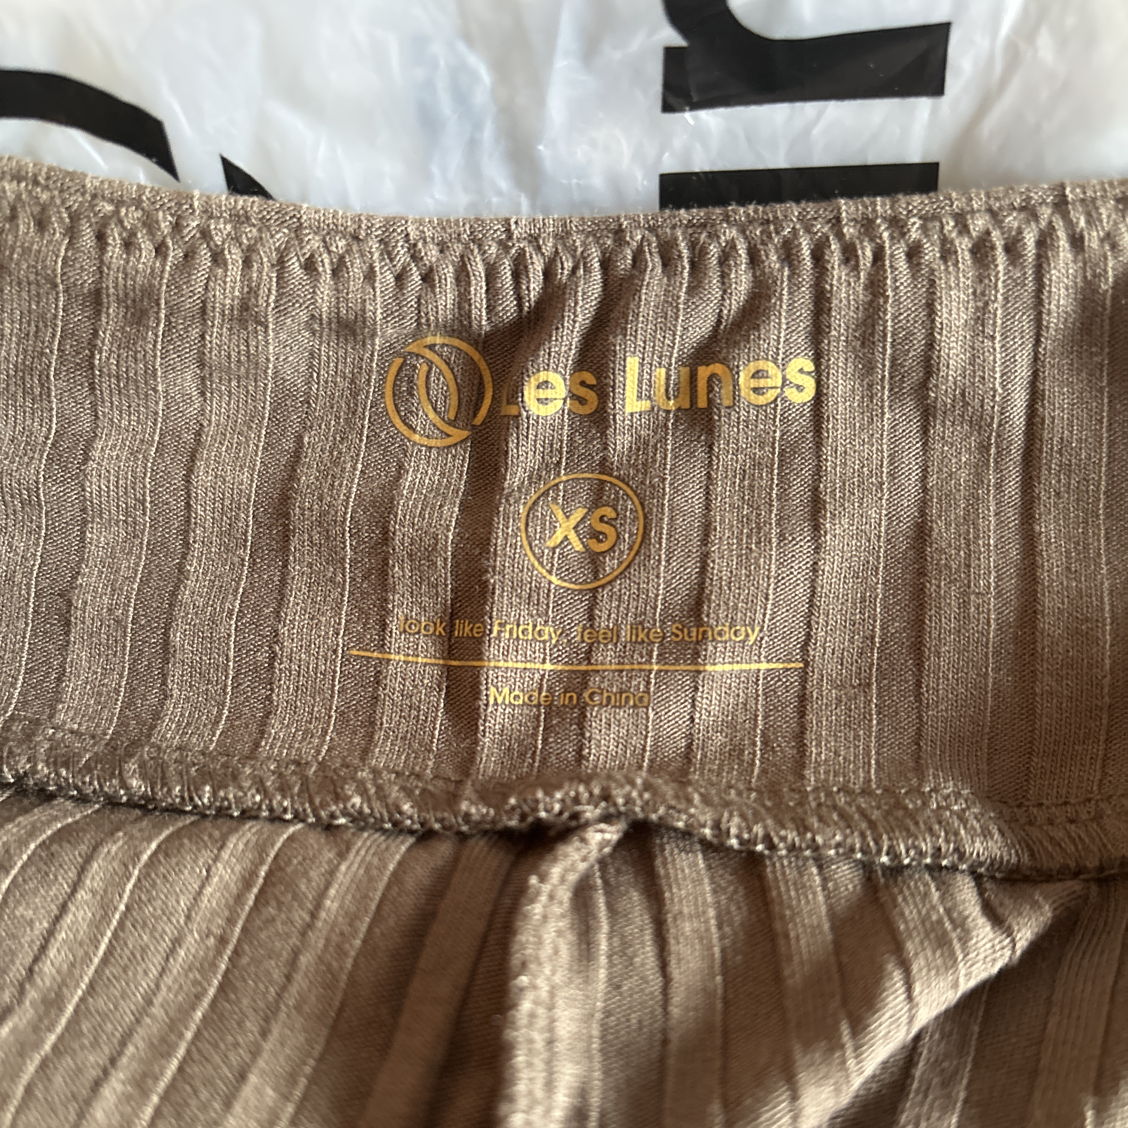 Les Lunes
XS
look like Friday, feel like Sunday
Made in China